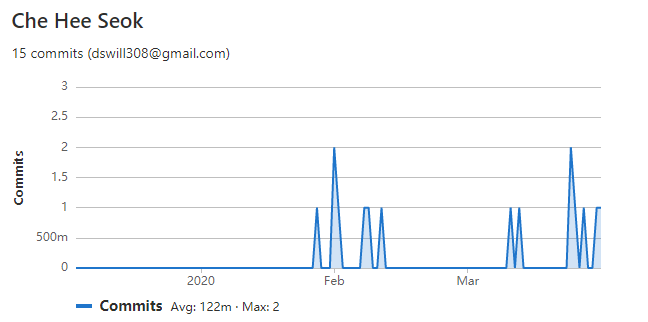 Che Hee Seok
15 commits (dswill308@gmail.com)
3
2.5
2
1.5
1
500m
0
Commits
2020 Feb Mar
Commits Avg: 122m · Max: 2